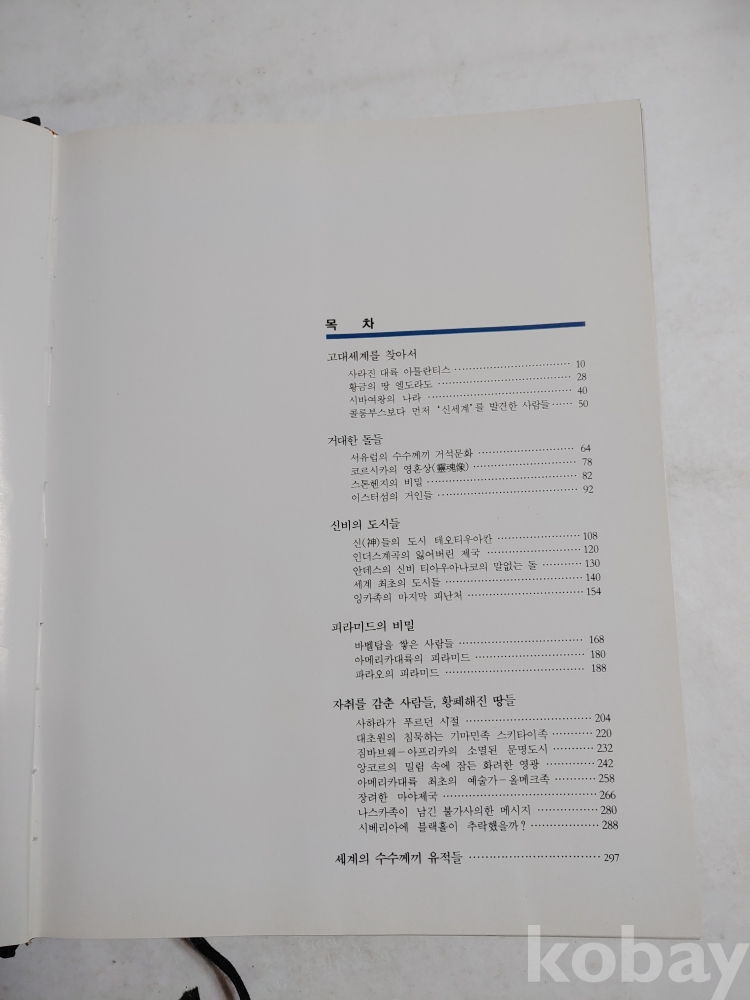 목 차
고대세계를 찾아서
사라진 대륙 아틀란티스 ······ 10
황금의 땅 엘도라도 ······ 28
시바여왕의 나라 ······ 40
콜룸부스보다 먼저 '신세계'를 발견한 사람들 ······ 50
거대한 돌들
서유럽의 수수께끼 거석문화 ······ 64
코르시카의 영혼상(靈魂像) ······ 78
스톤헨지의 비밀 ······ 82
이스터섬의 거인들 ······ 92
신비의 도시들
신(神)들의 도시 테오티우아칸 ······ 108
인더스계곡의 잃어버린 제국 ······ 120
안데스의 신비 티아우아나코의 말없는 돌 ······ 130
세계 최초의 도시들 ······ 140
잉카족의 마지막 피난처 ······ 154
피라미드의 비밀
바벨탑을 쌓은 사람들 ······ 168
아메리카대륙의 피라미드 ······ 180
파라오의 피라미드 ······ 188
자취를 감춘 사람들, 황폐해진 땅들
사하라가 푸르던 시절 ······ 204
대초원의 침묵하는 기마민족 스키타이족 ······ 220
짐바브웨－아프리카의 소멸된 문명도시 ······ 232
앙코르의 밀림 속에 잠든 화려한 영광 ······ 242
아메리카대륙 최초의 예술가－올메크족 ······ 258
장려한 마야제국 ······ 266
나스카족이 남긴 불가사의한 메시지 ······ 280
시베리아에 블랙홀이 추락했을까? ······ 288
세계의 수수께끼 유적들 ······ 297
kobay